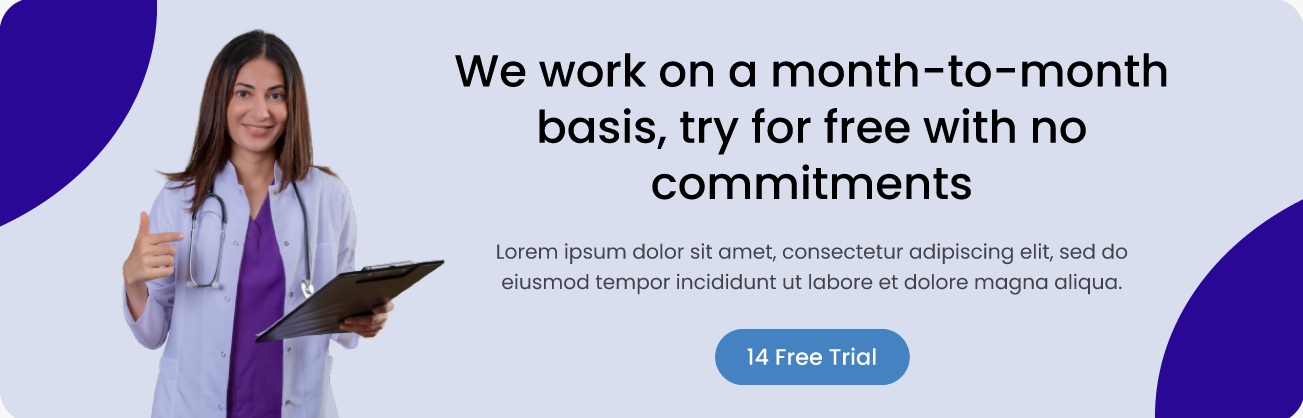 We work on a month-to-month
basis, try for free with no
commitments
Lorem ipsum dolor sit amet, consectetur adipiscing elit, sed do
eiusmod tempor incididunt ut labore et dolore magna aliqua.
14 Free Trial